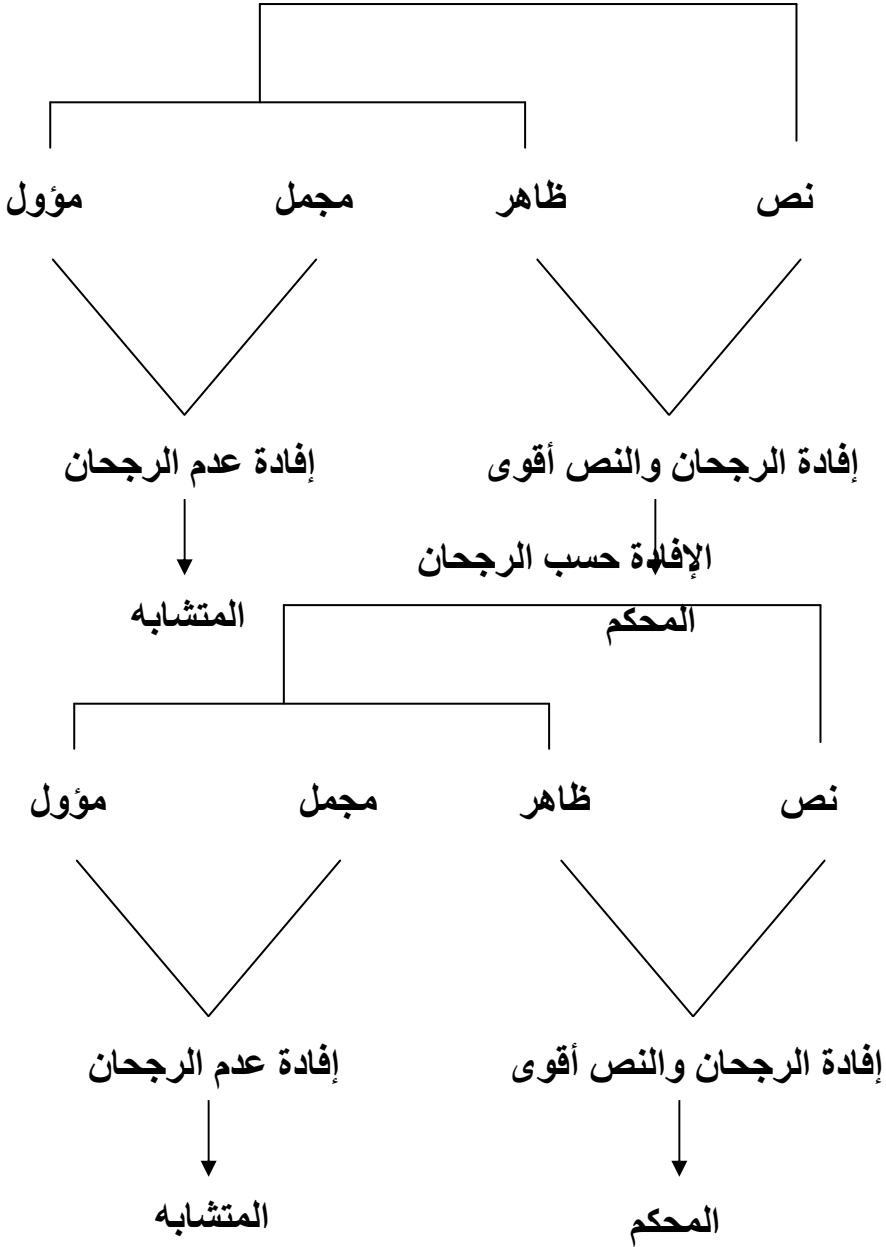 نص ظاهر مجمل مؤول
إفادة الرجحان والنص أقوى إفادة عدم الرجحان
الإفادة حسب الرجحان
المحكم المتشابه
نص ظاهر مجمل مؤول
إفادة الرجحان والنص أقوى إفادة عدم الرجحان
المحكم المتشابه